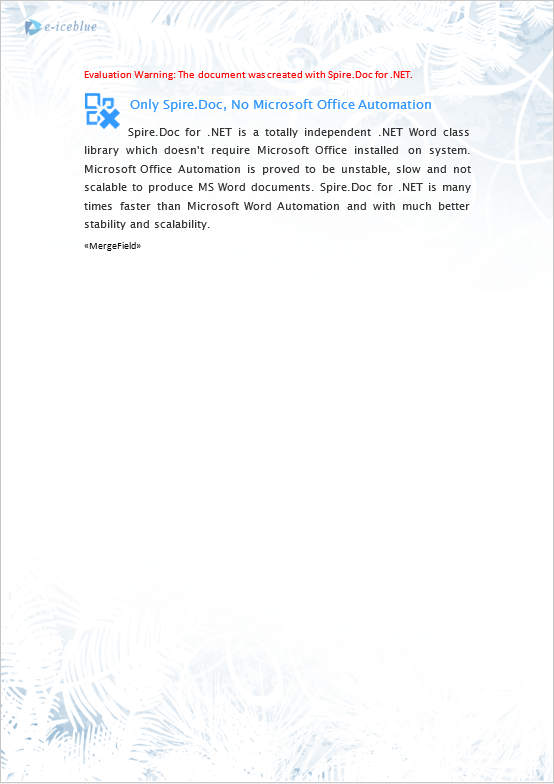 e-iceblue
Evaluation Warning: The document was created with Spire.Doc for .NET.
Only Spire.Doc, No Microsoft Office Automation
Spire.Doc for .NET is a totally independent .NET Word class
library which doesn't require Microsoft Office installed on system.
Microsoft Office Automation is proved to be unstable, slow and not
scalable to produce MS Word documents. Spire.Doc for .NET is many
times faster than Microsoft Word Automation and with much better
stability and scalability.
«MergeField»